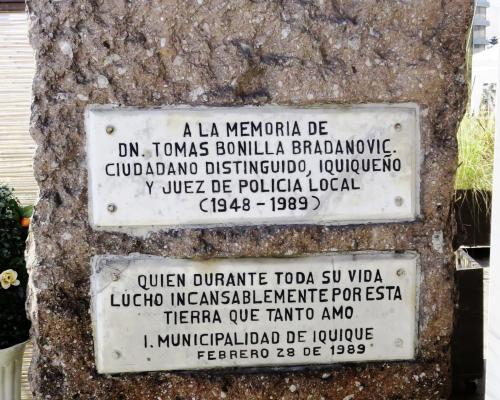 A LA MEMORIA DE
DN. TOMAS BONILLA BRADANOVIC.
CIUDADANO DISTINGUIDO, IQUIQUEÑO
Y JUEZ DE POLICIA LOCAL
(1948-1989)
QUIEN DURANTE TODA SU VIDA
LUCHO INCANSABLEMENTE POR ESTA
TIERRA QUE TANTO AMO
I. MUNICIPALIDAD DE IQUIQUE
FEBRERO 28 DE 1989